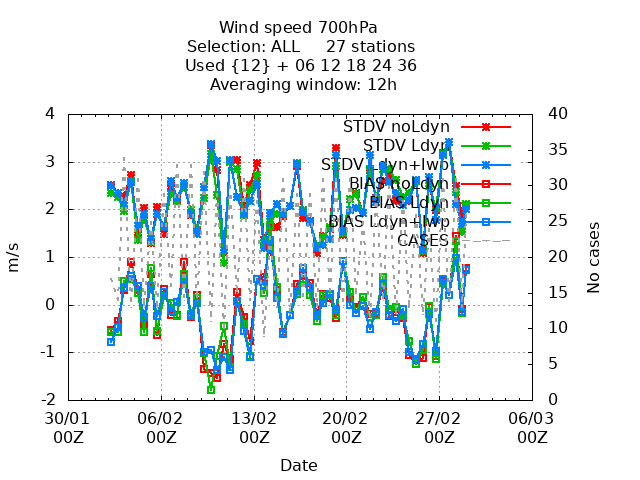 Wind speed 700hPa
Selection: ALL     27 stations
Used {12} + 06 12 18 24 36
Averaging window: 12h
STDV noLdyn
STDV Ldyn
STDV Ldyn+lwp
BIAS noLdyn
BIAS Ldyn
BIAS Ldyn+lwp
CASES
4
3
2
1
0
-1
-2
m/s
40
35
30
25
20
15
10
5
0
No cases
30/01 06/02 13/02 20/02 27/02 06/03
00Z 00Z 00Z 00Z 00Z 00Z
Date